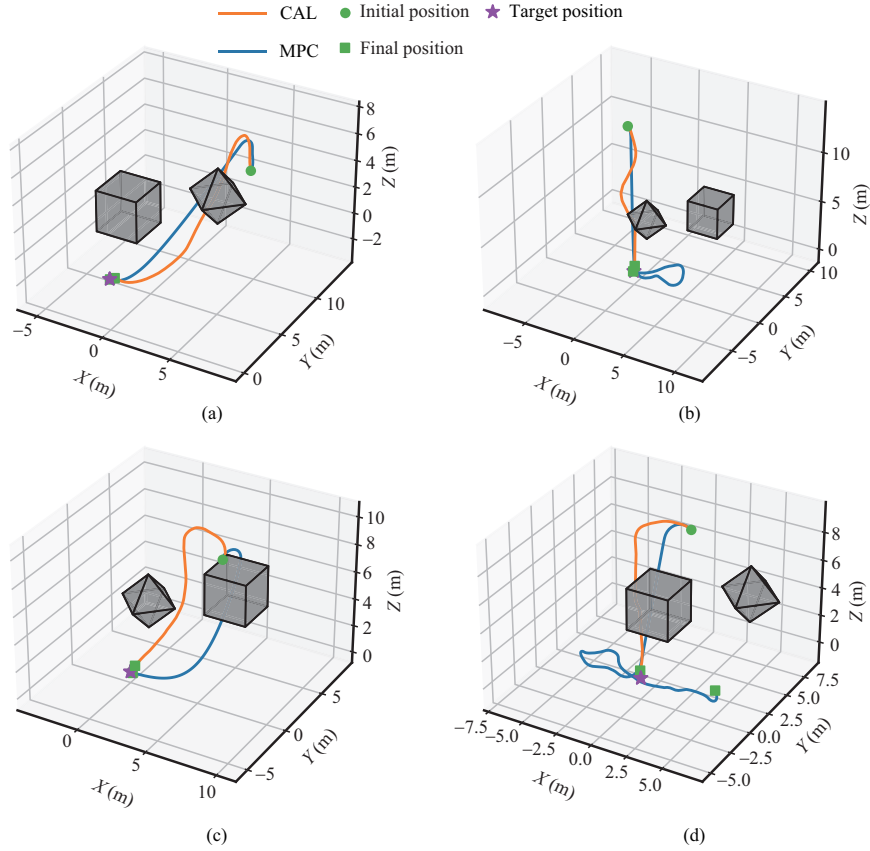 CAL Initial position Target position
MPC Final position
8
6
4
2
0
−2
Z (m)
10
5
0
Y (m)
−5
0
5
X (m)
(a)
10
5
0
Z (m)
10
5
0
−5
Y (m)
−5
0
5
10
X (m)
(b)
10
8
6
4
2
0
Z (m)
5
0
−5
Y (m)
0
5
10
X (m)
(c)
8
6
4
2
0
Z (m)
7.5
5.0
2.5
0.0
−2.5
−5.0
Y (m)
−7.5
−5.0
−2.5
0.0
2.5
5.0
X (m)
(d)